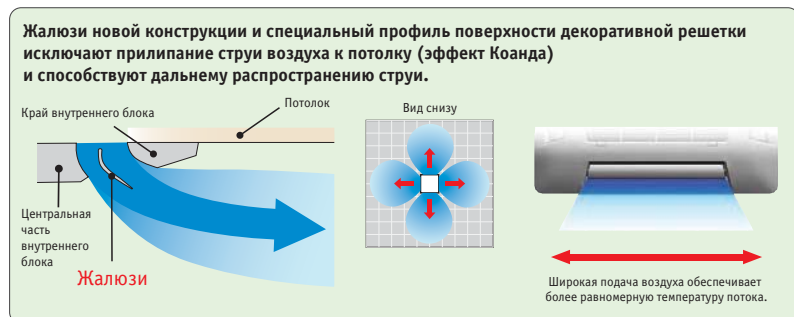 Жалюзи новой конструкции и специальный профиль поверхности декоративной решетки
исключают прилипание струи воздуха к потолку (эффект Коанда)
и способствуют дальнему распространению струи.
Край внутреннего блока
Потолок
Центральная
часть
внутреннего
блока
Жалюзи
Вид снизу
Широкая подача воздуха обеспечивает
более равномерную температуру потока.